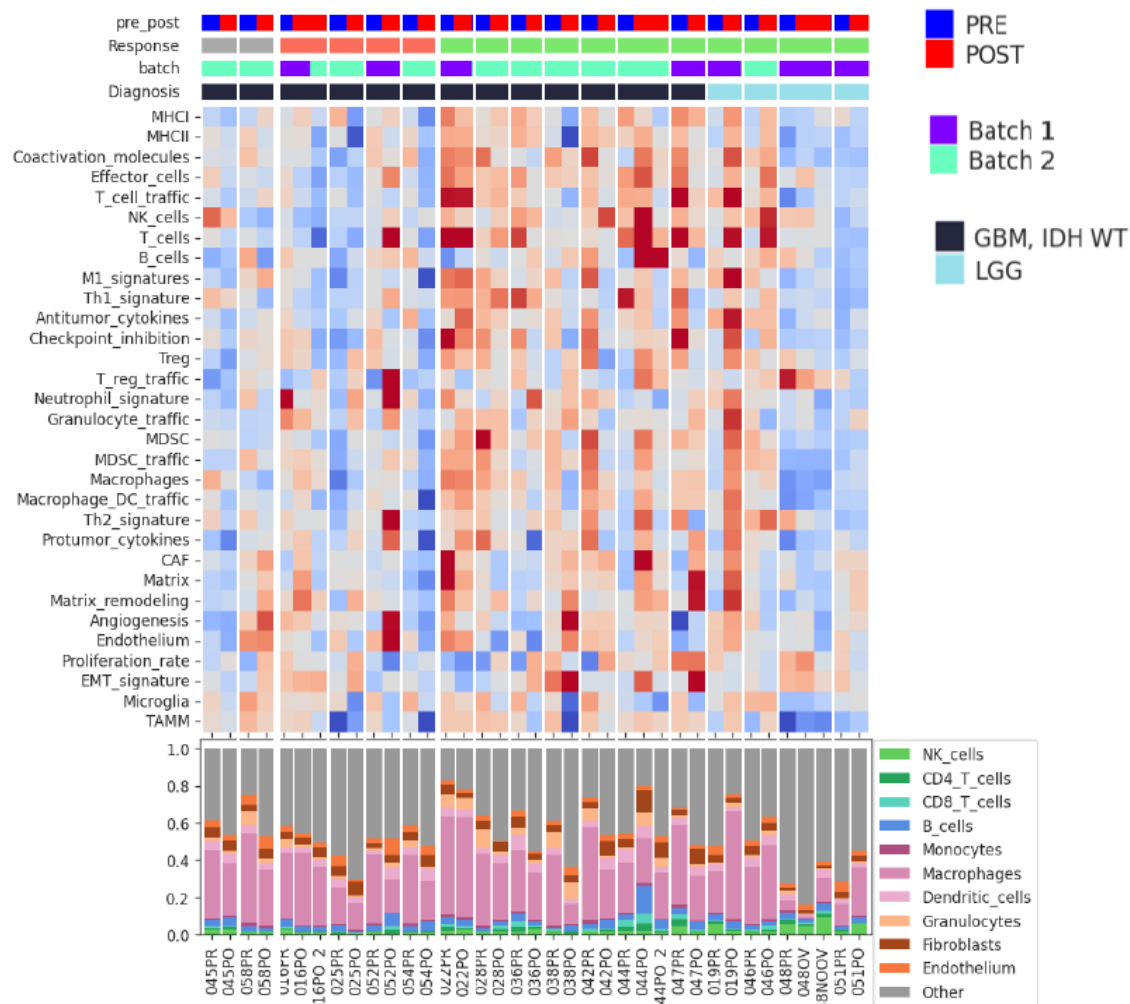 pre_post
Response
batch
Diagnosis
PRE
POST
Batch 1
Batch 2
GBM, IDH WT
LGG
MHCI
MHCII
Coactivation_molecules
Effector_cells
T_cell_traffic
NK_cells
T_cells
B_cells
M1_signatures
Th1_signature
Antitumor_cytokines
Checkpoint_inhibition
Treg
T_reg_traffic
Neutrophil_signature
Granulocyte_traffic
MDSC
MDSC_traffic
Macrophages
Macrophage_DC_traffic
Th2_signature
Protumor_cytokines
CAF
Matrix
Matrix_remodeling
Angiogenesis
Endothelium
Proliferation_rate
EMT_signature
Microglia
TAMM
1.0
0.8
0.6
0.4
0.2
0.0
NK_cells
CD4_T_cells
CD8_T_cells
B_cells
Monocytes
Macrophages
Dendritic_cells
Granulocytes
Fibroblasts
Endothelium
Other
045PR
045PO
058PR
058PO
016PR
016PO
16PO_2
025PR
025PO
052PR
052PO
054PR
054PO
022PR
022PO
028PR
028PO
036PR
036PO
038PR
038PO
042PR
042PO
044PR
044PO
44PO_2
047PR
047PO
019PR
019PO
046PR
046PO
048PR
048OV
8NOOV
051PR
051PO